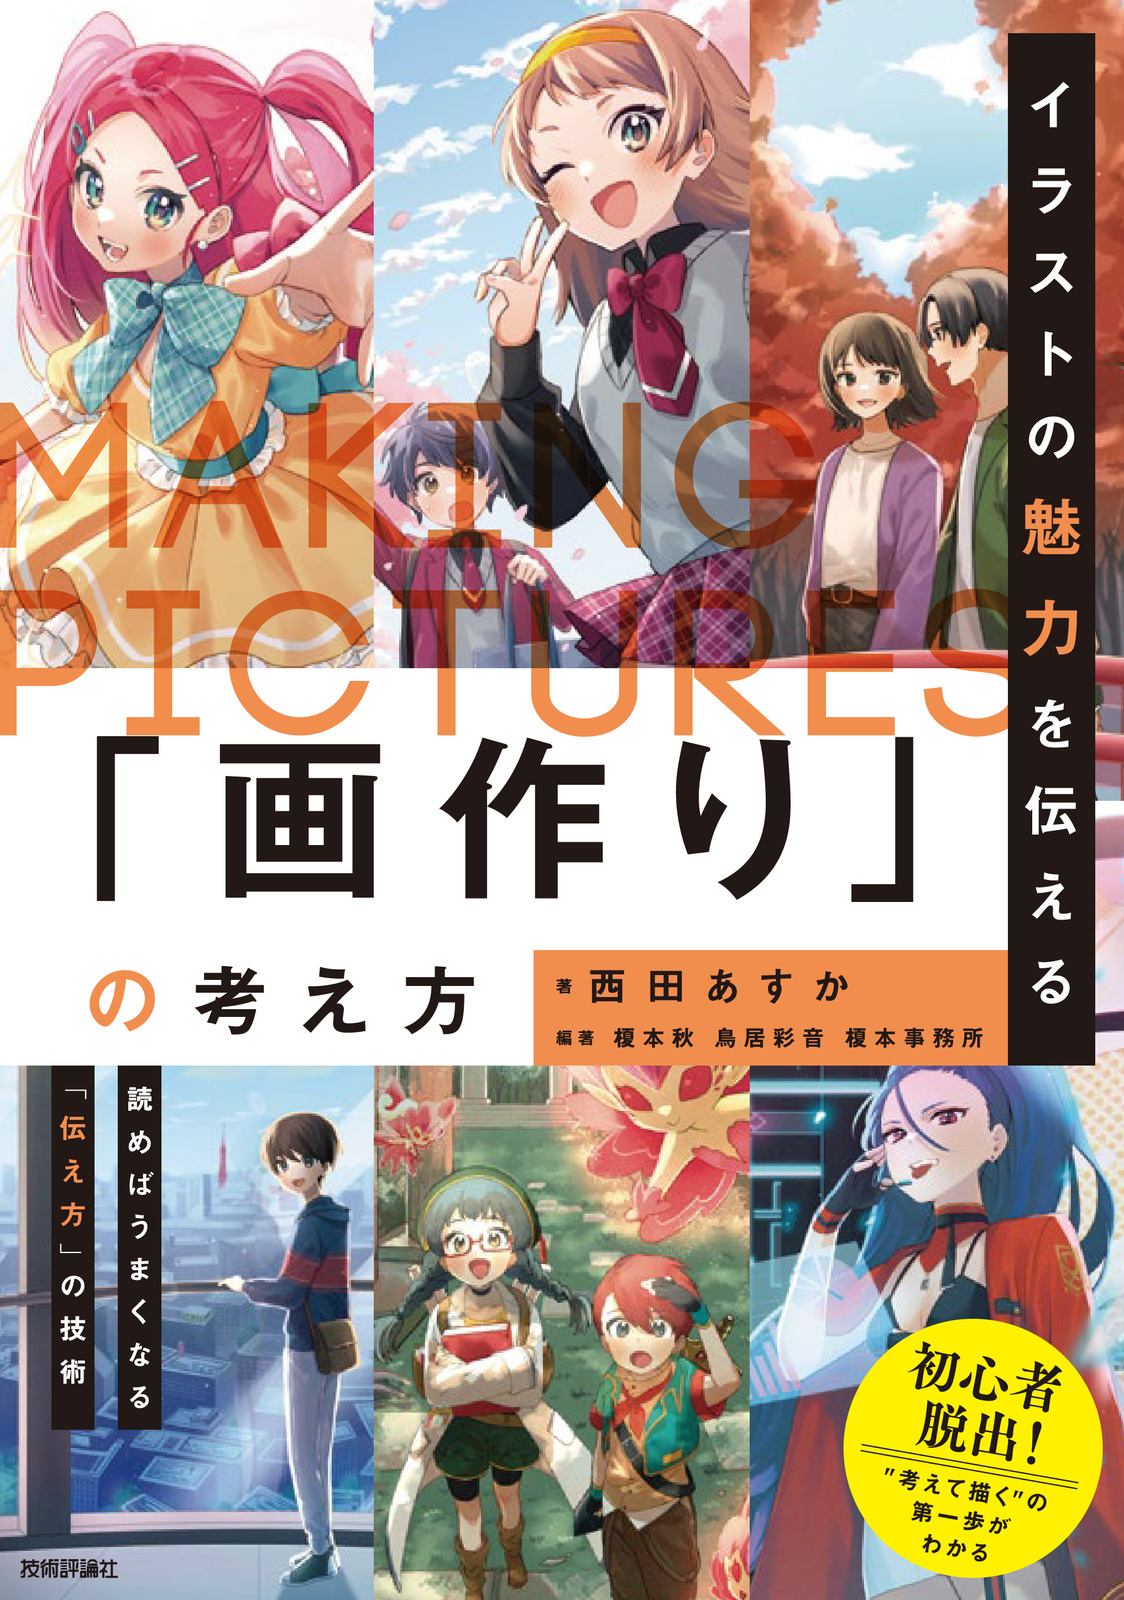 イラストの魅力を伝える
MAKING
PICTURES
「画作り」
の考え方
著 西田あすか
編著 榎本秋 鳥居彩音 榎本事務所
読めばうまくなる
「伝え方」の技術
初心者
脱出！
"考えて描く"の
第一歩が
わかる
技術評論社